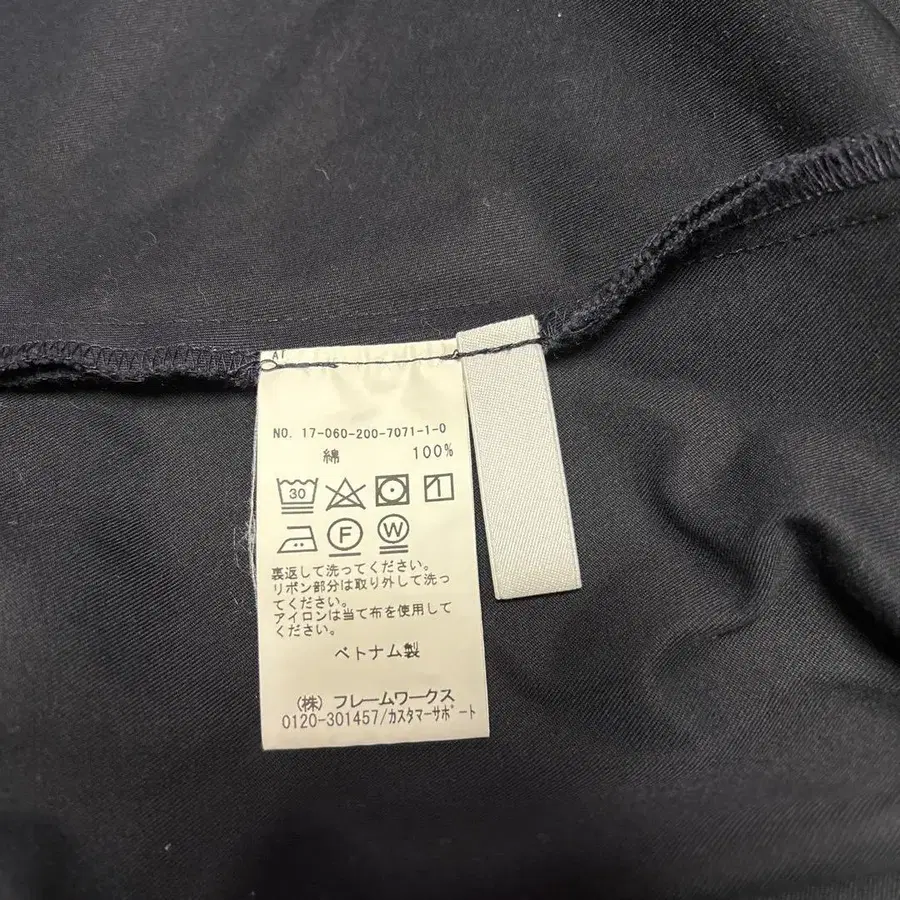 AT
NO. 17-060-200-7071-1-0
綿 100%
30
F W
裏返して洗ってください。
リボン部分は取り外して洗っ
てください。
アイロンは当て布を使用して
ください。
ベトナム製
(株) フレームワークス
0120-301457/カスタマーサポート